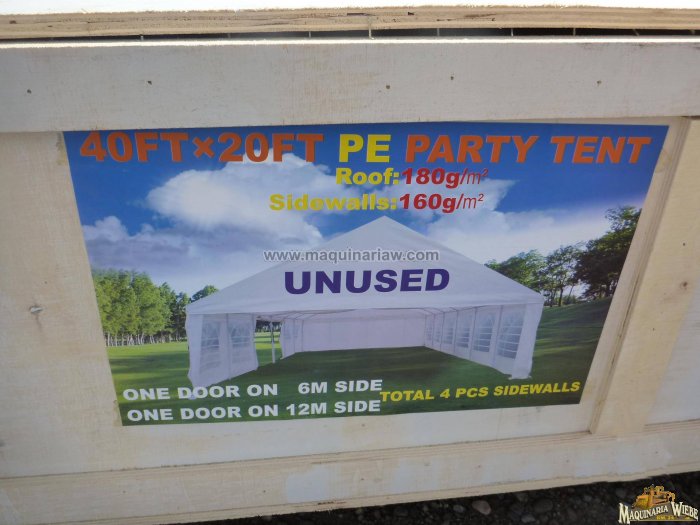 40FT×20FT PE PARTY TENT
Roof:180g/m²
Sidewalls:160g/m²
www.maquinariaw.com
UNUSED
ONE DOOR ON 6M SIDE
TOTAL 4 PCS SIDEWALLS
ONE DOOR ON 12M SIDE
MAQUINARIA WIEBE